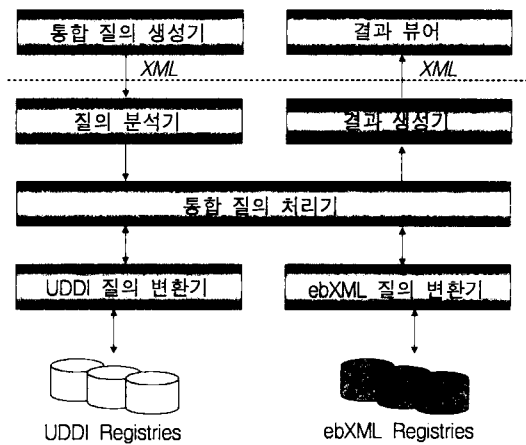 통합 질의 생성기
결과 뷰어
XML
XML
질의 분석기
결과 생성기
통합 질의 처리기
UDDI 질의 변환기
ebXML 질의 변환기
UDDI Registries
ebXML Registries